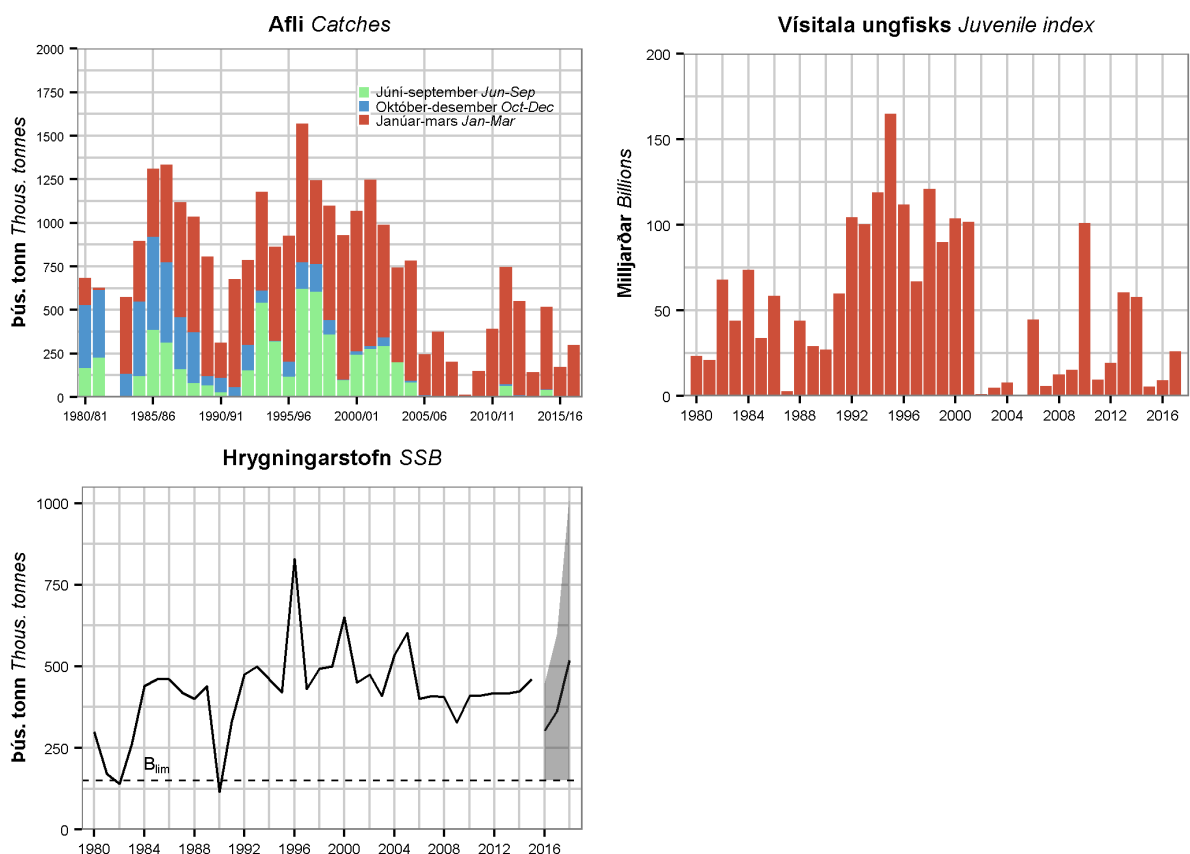 Afli Catches
Þús. tonn Thous. tonnes
2000
1750
1500
1250
1000
750
500
250
0
Júní-september Jun-Sep
Október-desember Oct-Dec
Janúar-mars Jan-Mar
1980/81 1985/86 1990/91 1995/96 2000/01 2005/06 2010/11 2015/16
Vísitala ungfisks Juvenile index
Milljarðar Billions
200
150
100
50
0
1980 1984 1988 1992 1996 2000 2004 2008 2012 2016
Hrygningarstofn SSB
Þús. tonn Thous. tonnes
1000
750
500
250
0
Blim
1980 1984 1988 1992 1996 2000 2004 2008 2012 2016